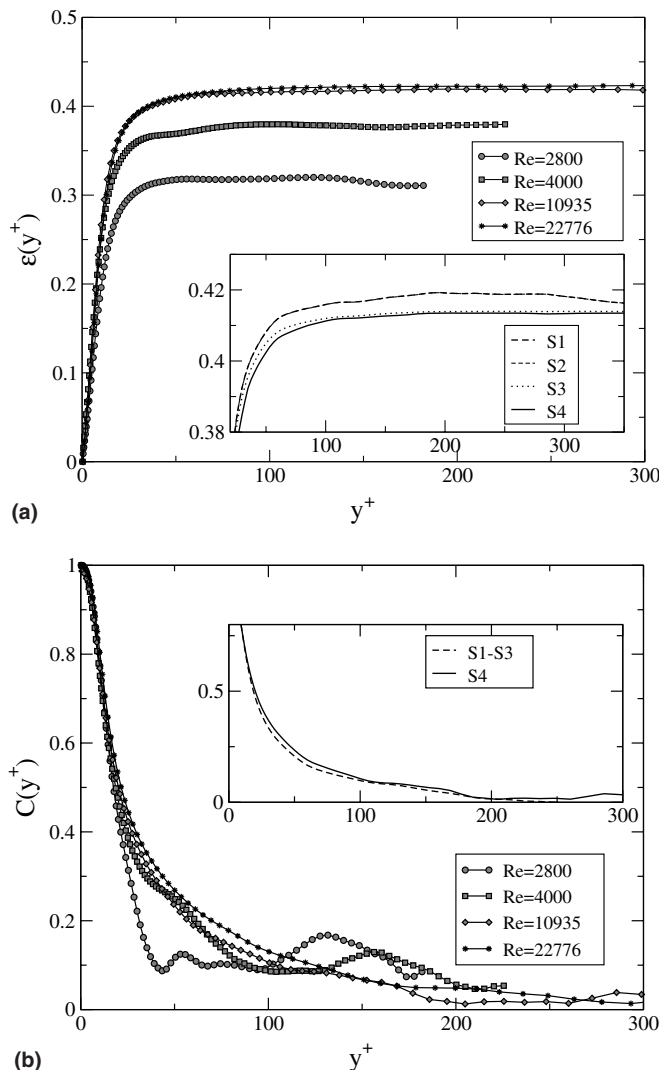 0.5
0.4
0.3
0.2
0.1
0
ε(y⁺)
Re=2800
Re=4000
Re=10935
Re=22776
0.42
0.4
0.38
S1
S2
S3
S4
100 200 300
0 100 200 300
y⁺
(a)
1
0.8
0.6
0.4
0.2
0
C(y⁺)
0.5
0
S1-S3
S4
0 100 200 300
Re=2800
Re=4000
Re=10935
Re=22776
0 100 200 300
y⁺
(b)